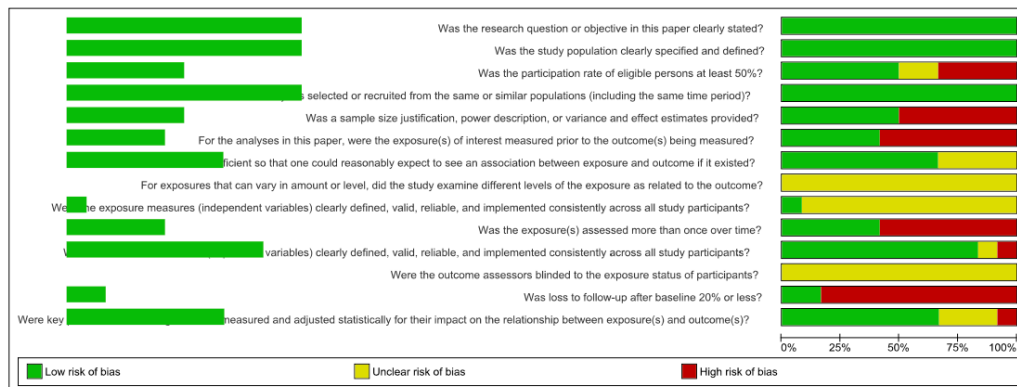 Was the research question or objective in this paper clearly stated?
Was the study population clearly specified and defined?
Was the participation rate of eligible persons at least 50%?
selected or recruited from the same or similar populations (including the same time period)?
Was a sample size justification, power description, or variance and effect estimates provided?
For the analyses in this paper, were the exposure(s) of interest measured prior to the outcome(s) being measured?
so that one could reasonably expect to see an association between exposure and outcome if it existed?
For exposures that can vary in amount or level, did the study examine different levels of the exposure as related to the outcome?
exposure measures (independent variables) clearly defined, valid, reliable, and implemented consistently across all study participants?
Was the exposure(s) assessed more than once over time?
variables) clearly defined, valid, reliable, and implemented consistently across all study participants?
Were the outcome assessors blinded to the exposure status of participants?
Was loss to follow-up after baseline 20% or less?
Were key measured and adjusted statistically for their impact on the relationship between exposure(s) and outcome(s)?
0% 25% 50% 75% 100%
Low risk of bias Unclear risk of bias High risk of bias